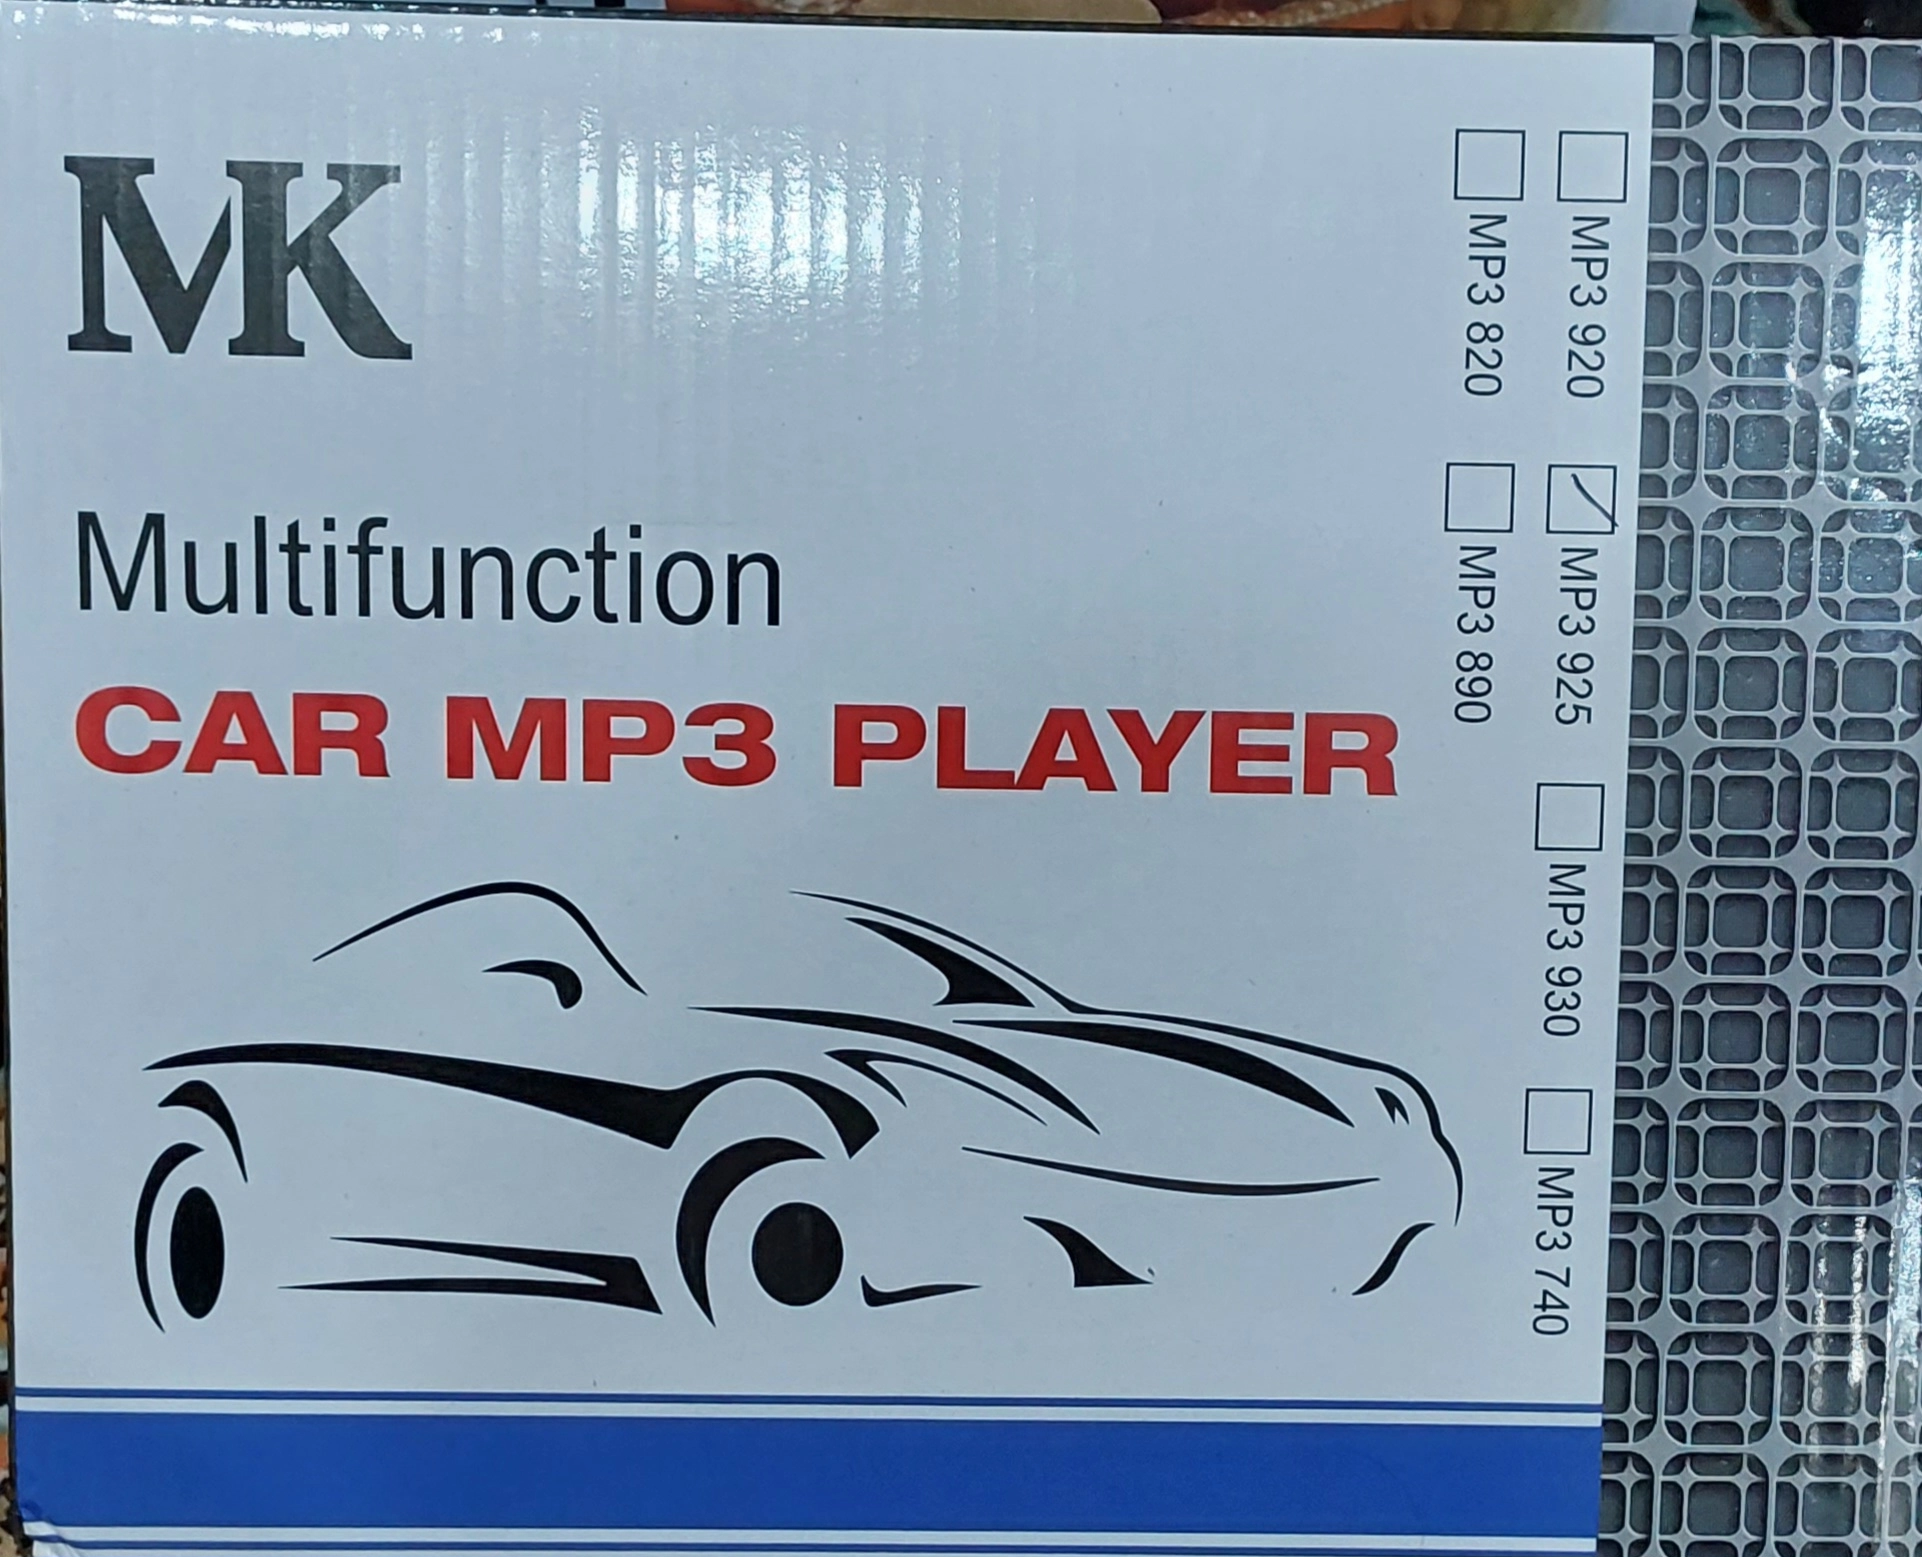 MK
Multifunction
CAR MP3 PLAYER
MP3 920 MP3 925 MP3 930 MP3 740
MP3 820 MP3 890